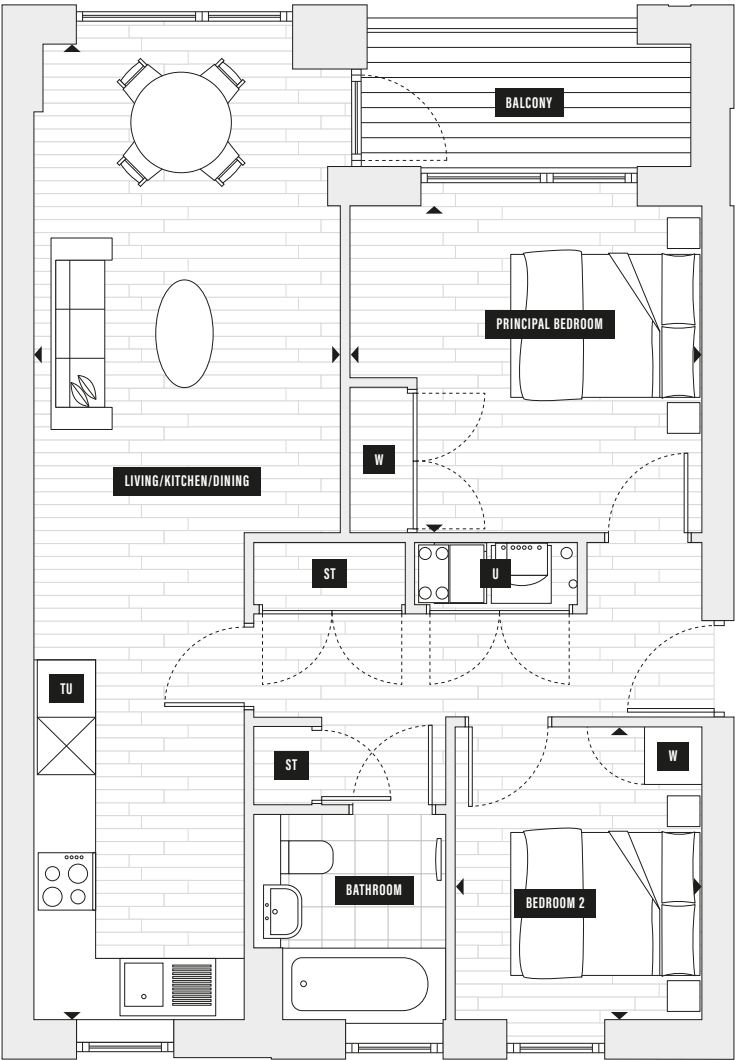 BALCONY
PRINCIPAL BEDROOM
W
LIVING/KITCHEN/DINING
ST
U
TU
ST
W
BATHROOM
BEDROOM 2